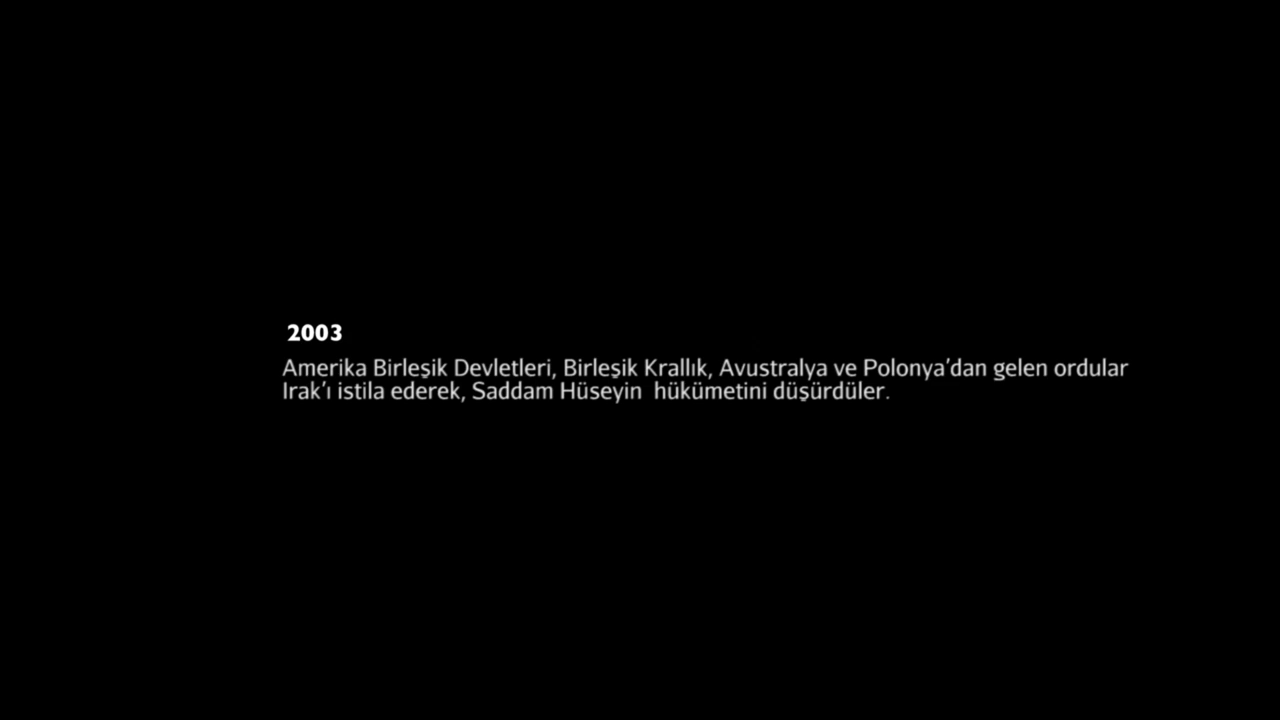 2003
Amerika Birleşik Devletleri, Birleşik Krallık, Avustralya ve Polonya'dan gelen ordular
Irak'ı istila ederek, Saddam Hüseyin  hükümetini düşürdüler.